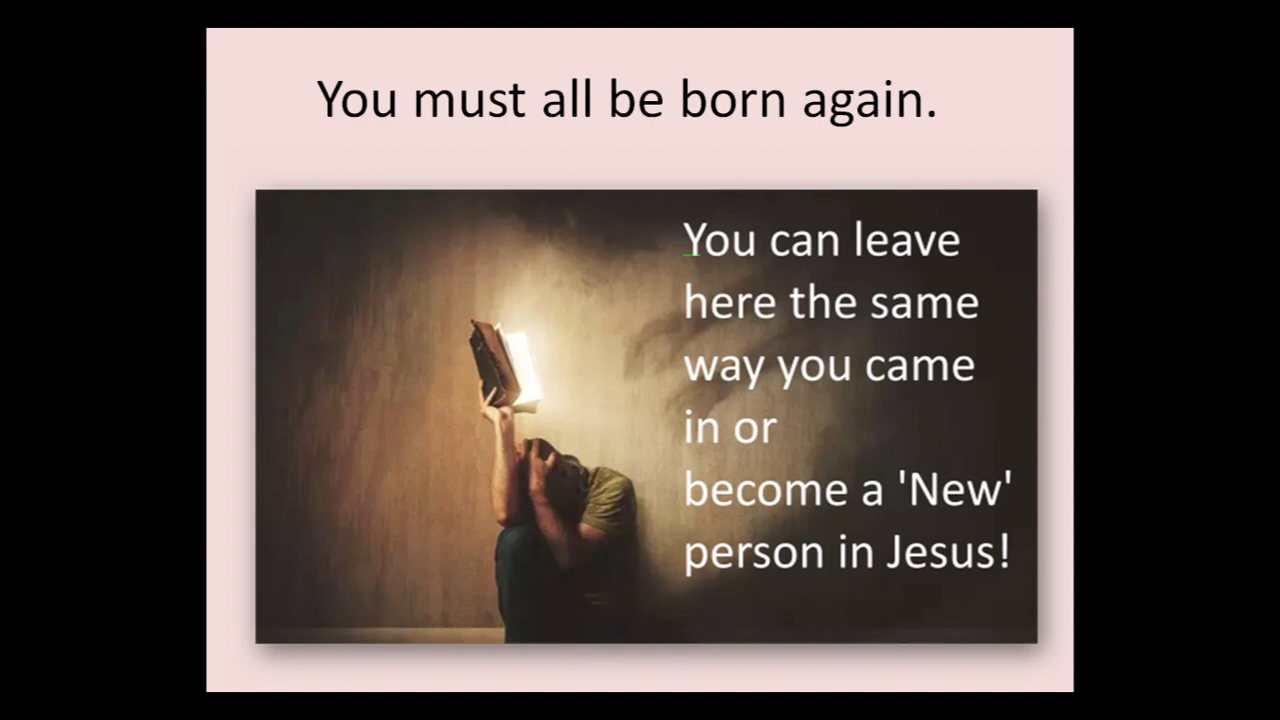 You must all be born again.
You can leave
here the same
way you came
in or
become a 'New'
person in Jesus!